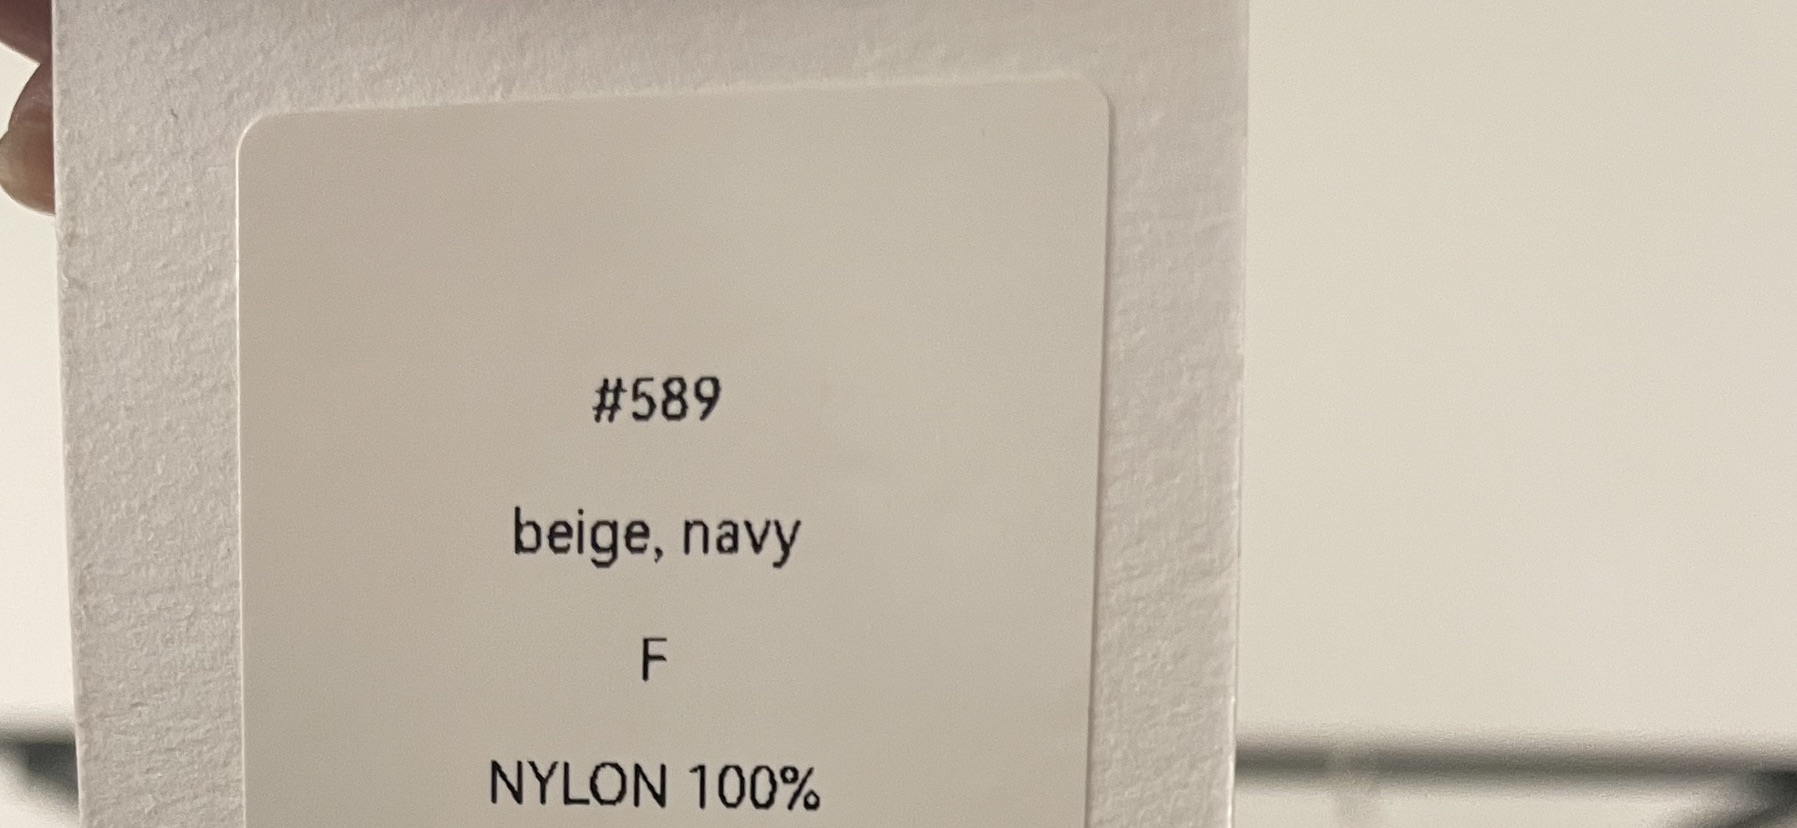 #589
beige, navy
F
NYLON 100%